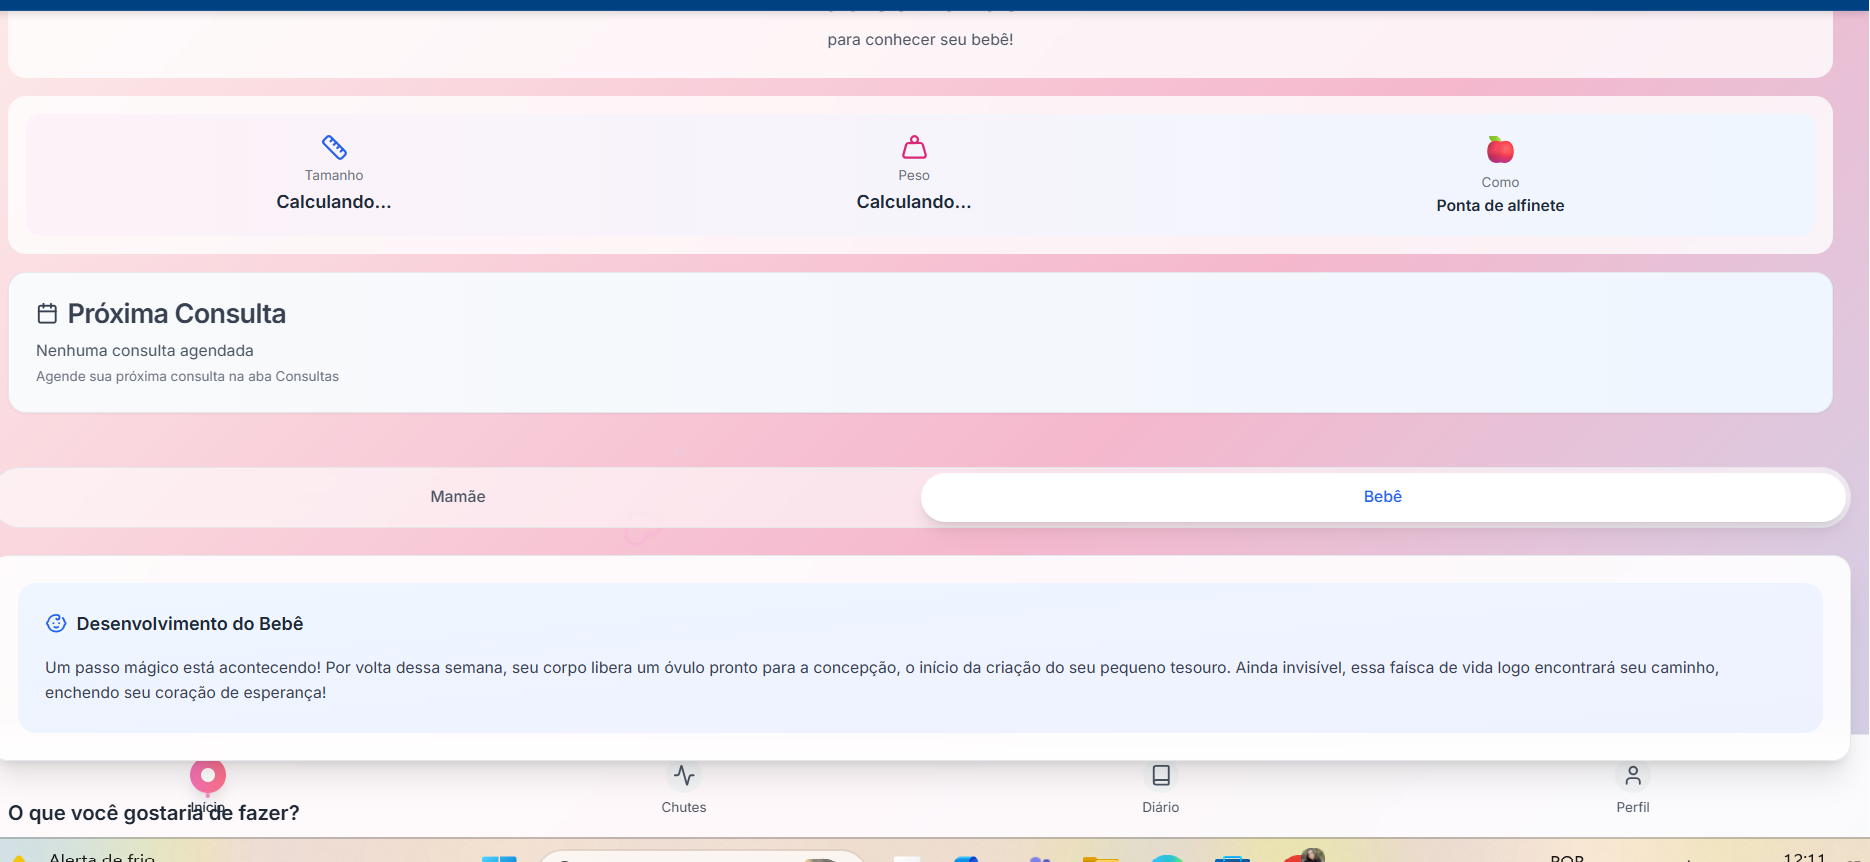 para conhecer seu bebê!
Tamanho
Calculando...
Peso
Calculando...
Como
Ponta de alfinete
Próxima Consulta
Nenhuma consulta agendada
Agende sua próxima consulta na aba Consultas
Mamãe
Bebê
Desenvolvimento do Bebê
Um passo mágico está acontecendo! Por volta dessa semana, seu corpo libera um óvulo pronto para a concepção, o início da criação do seu pequeno tesouro. Ainda invisível, essa faísca de vida logo encontrará seu caminho,
enchendo seu coração de esperança!
Início
Chutes
Diário
Perfil
O que você gostaria de fazer?
Alerta de frio
POR
12:11